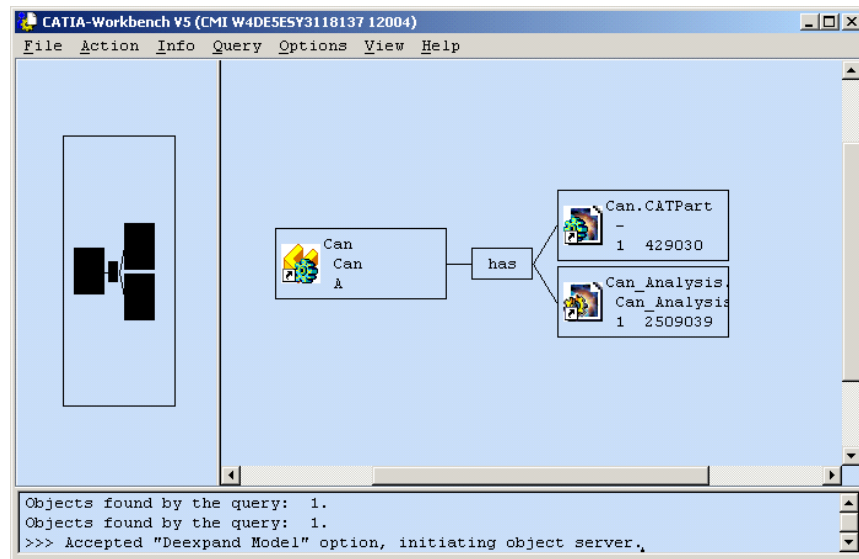 CATIA-Workbench V5 (CMI W4DE5ESY3118137 12004)
File Action Info Query Options View Help
Can
Can
A
has
Can.CATPart
-
1 429030
Can_Analysis.
Can_Analysis
1 2509039
Objects found by the query: 1.
Objects found by the query: 1.
>>> Accepted "Deexpand Model" option, initiating object server.